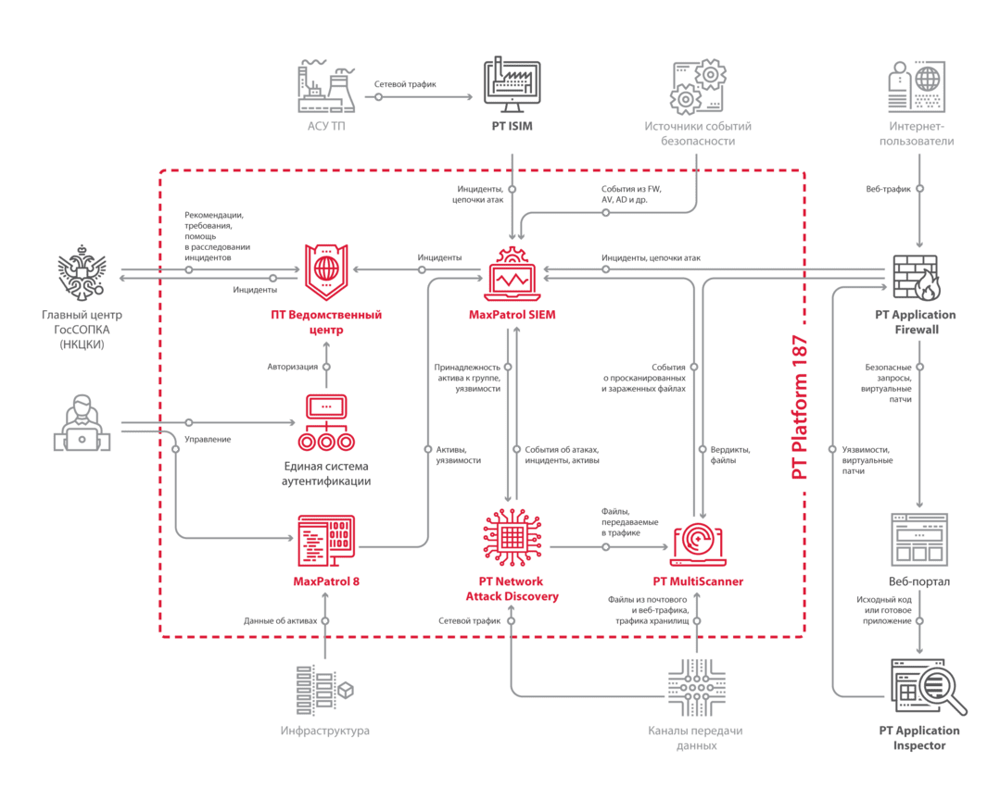 Сетевой трафик
АСУ ТП
PT ISIM
Источники событий
безопасности
Интернет-
пользователи
Инциденты,
цепочки атак
События из FW,
AV, AD и др.
Веб-трафик
Рекомендации,
требования,
помощь
в расследовании
инцидентов
Инциденты
Инциденты, цепочки атак
Инциденты
Главный центр
ГосСОПКА
(НКЦКИ)
ПТ Ведомственный
центр
MaxPatrol SIEM
PT Application
Firewall
PT Platform 187
Авторизация
Принадлежность
актива к группе,
уязвимости
События
о просканированных
и зараженных файлах
Безопасные
запросы,
виртуальные
патчи
Управление
Единая система
аутентификации
Активы,
уязвимости
События об атаках,
инциденты, активы
Вердикты,
файлы
Уязвимости,
виртуальные
патчи
Файлы,
передаваемые
в трафике
MaxPatrol 8
PT Network
Attack Discovery
PT MultiScanner
Веб-портал
Данные об активах
Сетевой трафик
Файлы из почтового
и веб-трафика,
трафика хранилищ
Исходный код
или готовое
приложение
Инфраструктура
Каналы передачи
данных
PT Application
Inspector